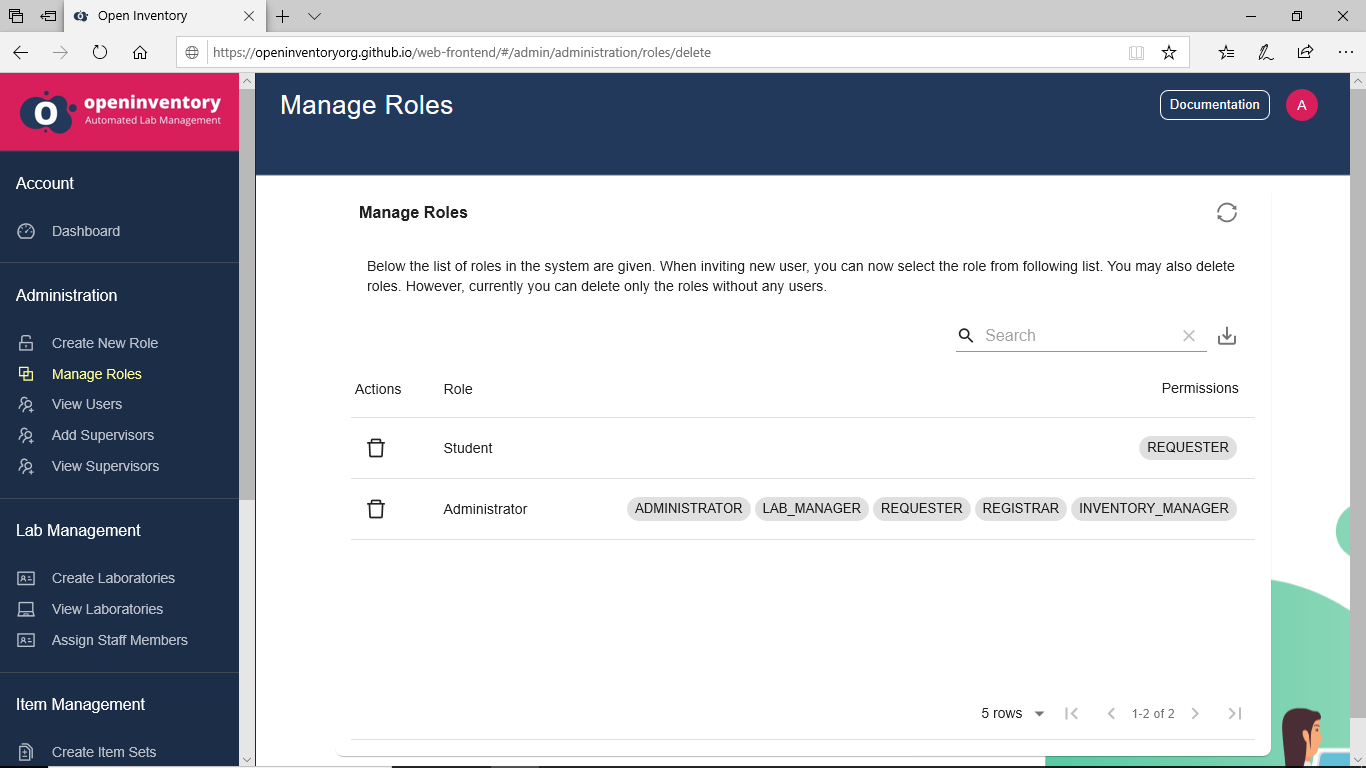 Open Inventory
https://openinventoryorg.github.io/web-frontend/#/admin/administration/roles/delete
openinventory
Automated Lab Management
Account
Dashboard
Administration
Create New Role
Manage Roles
View Users
Add Supervisors
View Supervisors
Lab Management
Create Laboratories
View Laboratories
Assign Staff Members
Item Management
Create Item Sets
Manage Roles
Documentation
A
Manage Roles
Below the list of roles in the system are given. When inviting new user, you can now select the role from following list. You may also delete
roles. However, currently you can delete only the roles without any users.
Search
Actions Role Permissions
Student REQUESTER
Administrator ADMINISTRATOR LAB_MANAGER REQUESTER REGISTRAR INVENTORY_MANAGER
5 rows 1-2 of 2